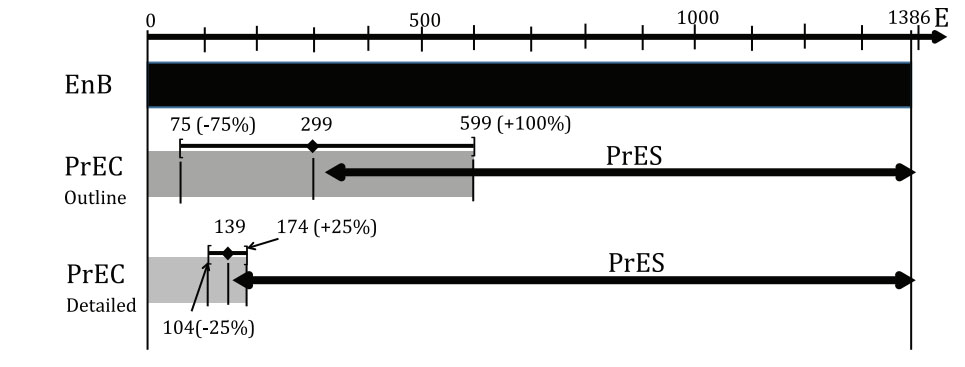 0 500 1000 1386 E
EnB
75 (-75%) 299 599 (+100%)
PrEC PrES
Outline
139 174 (+25%)
PrEC PrES
Detailed
104(-25%)